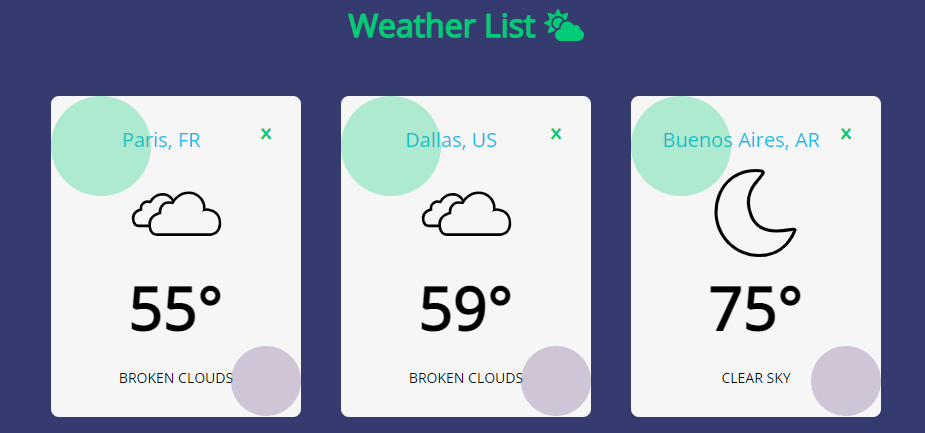 Weather List
Paris, FR
×
55°
BROKEN CLOUDS
Dallas, US
×
59°
BROKEN CLOUDS
Buenos Aires, AR
×
75°
CLEAR SKY